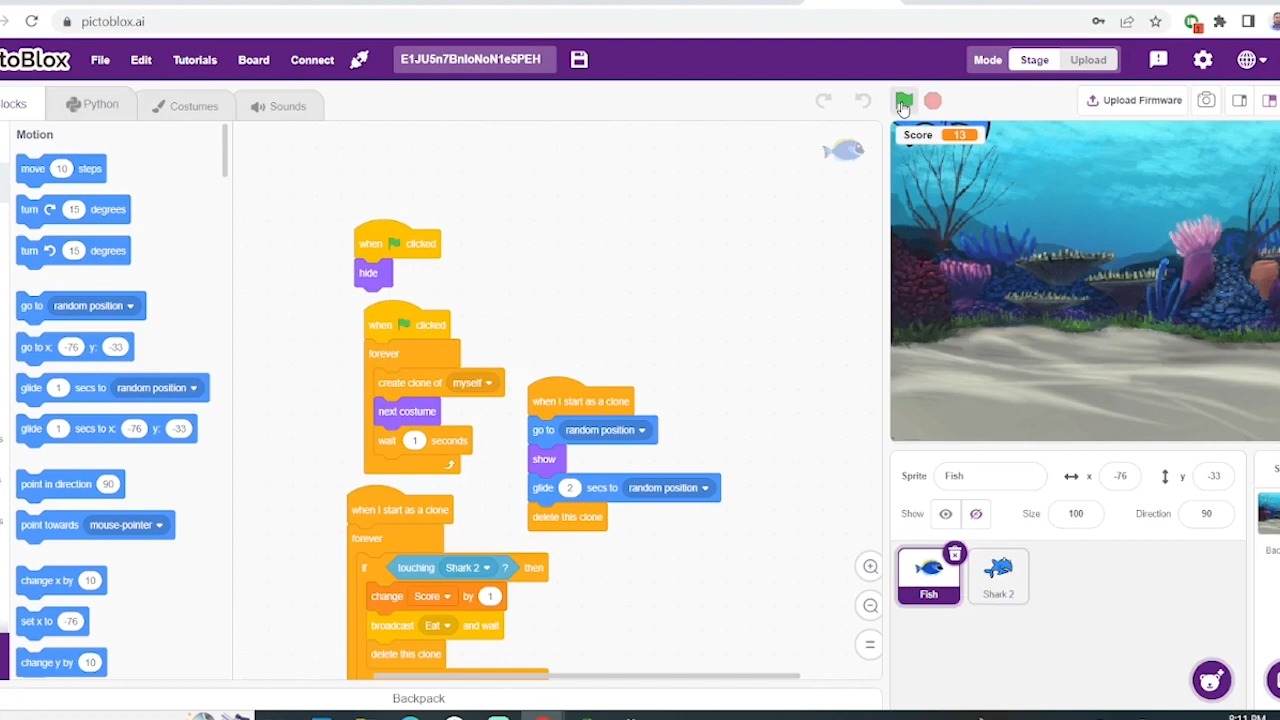 pictoblox.ai
toBlox File Edit Tutorials Board Connect E1JU5n7BnIoNoN1e5PEH Mode Stage Upload
locks Python Costumes Sounds Upload Firmware
Motion
Score 13
move 10 steps
turn 15 degrees
turn 15 degrees
go to random position
go to x: -76 y: -33
glide 1 secs to random position
glide 1 secs to x: -76 y: -33
point in direction 90
point towards mouse-pointer
change x by 10
set x to -76
change y by 10
when clicked
hide
when clicked
forever
create clone of myself
next costume
wait 1 seconds
when I start as a clone
go to random position
show
glide 2 secs to random position
delete this clone
when I start as a clone
forever
if touching Shark 2 ? then
change Score by 1
broadcast Eat and wait
delete this clone
Backpack
Sprite Fish x -76 y -33
Show Size 100 Direction 90
Fish
Shark 2
S
Bac
8:11 PM